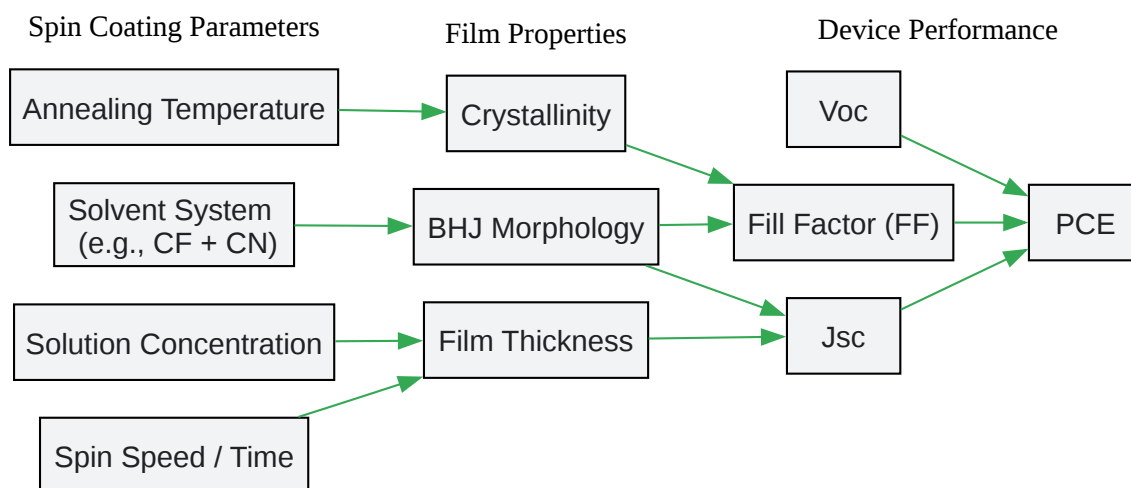 Spin Coating Parameters
Film Properties
Device Performance
Annealing Temperature
Crystallinity
Voc
Solvent System
(e.g., CF + CN)
BHJ Morphology
Fill Factor (FF)
PCE
Solution Concentration
Film Thickness
Jsc
Spin Speed / Time